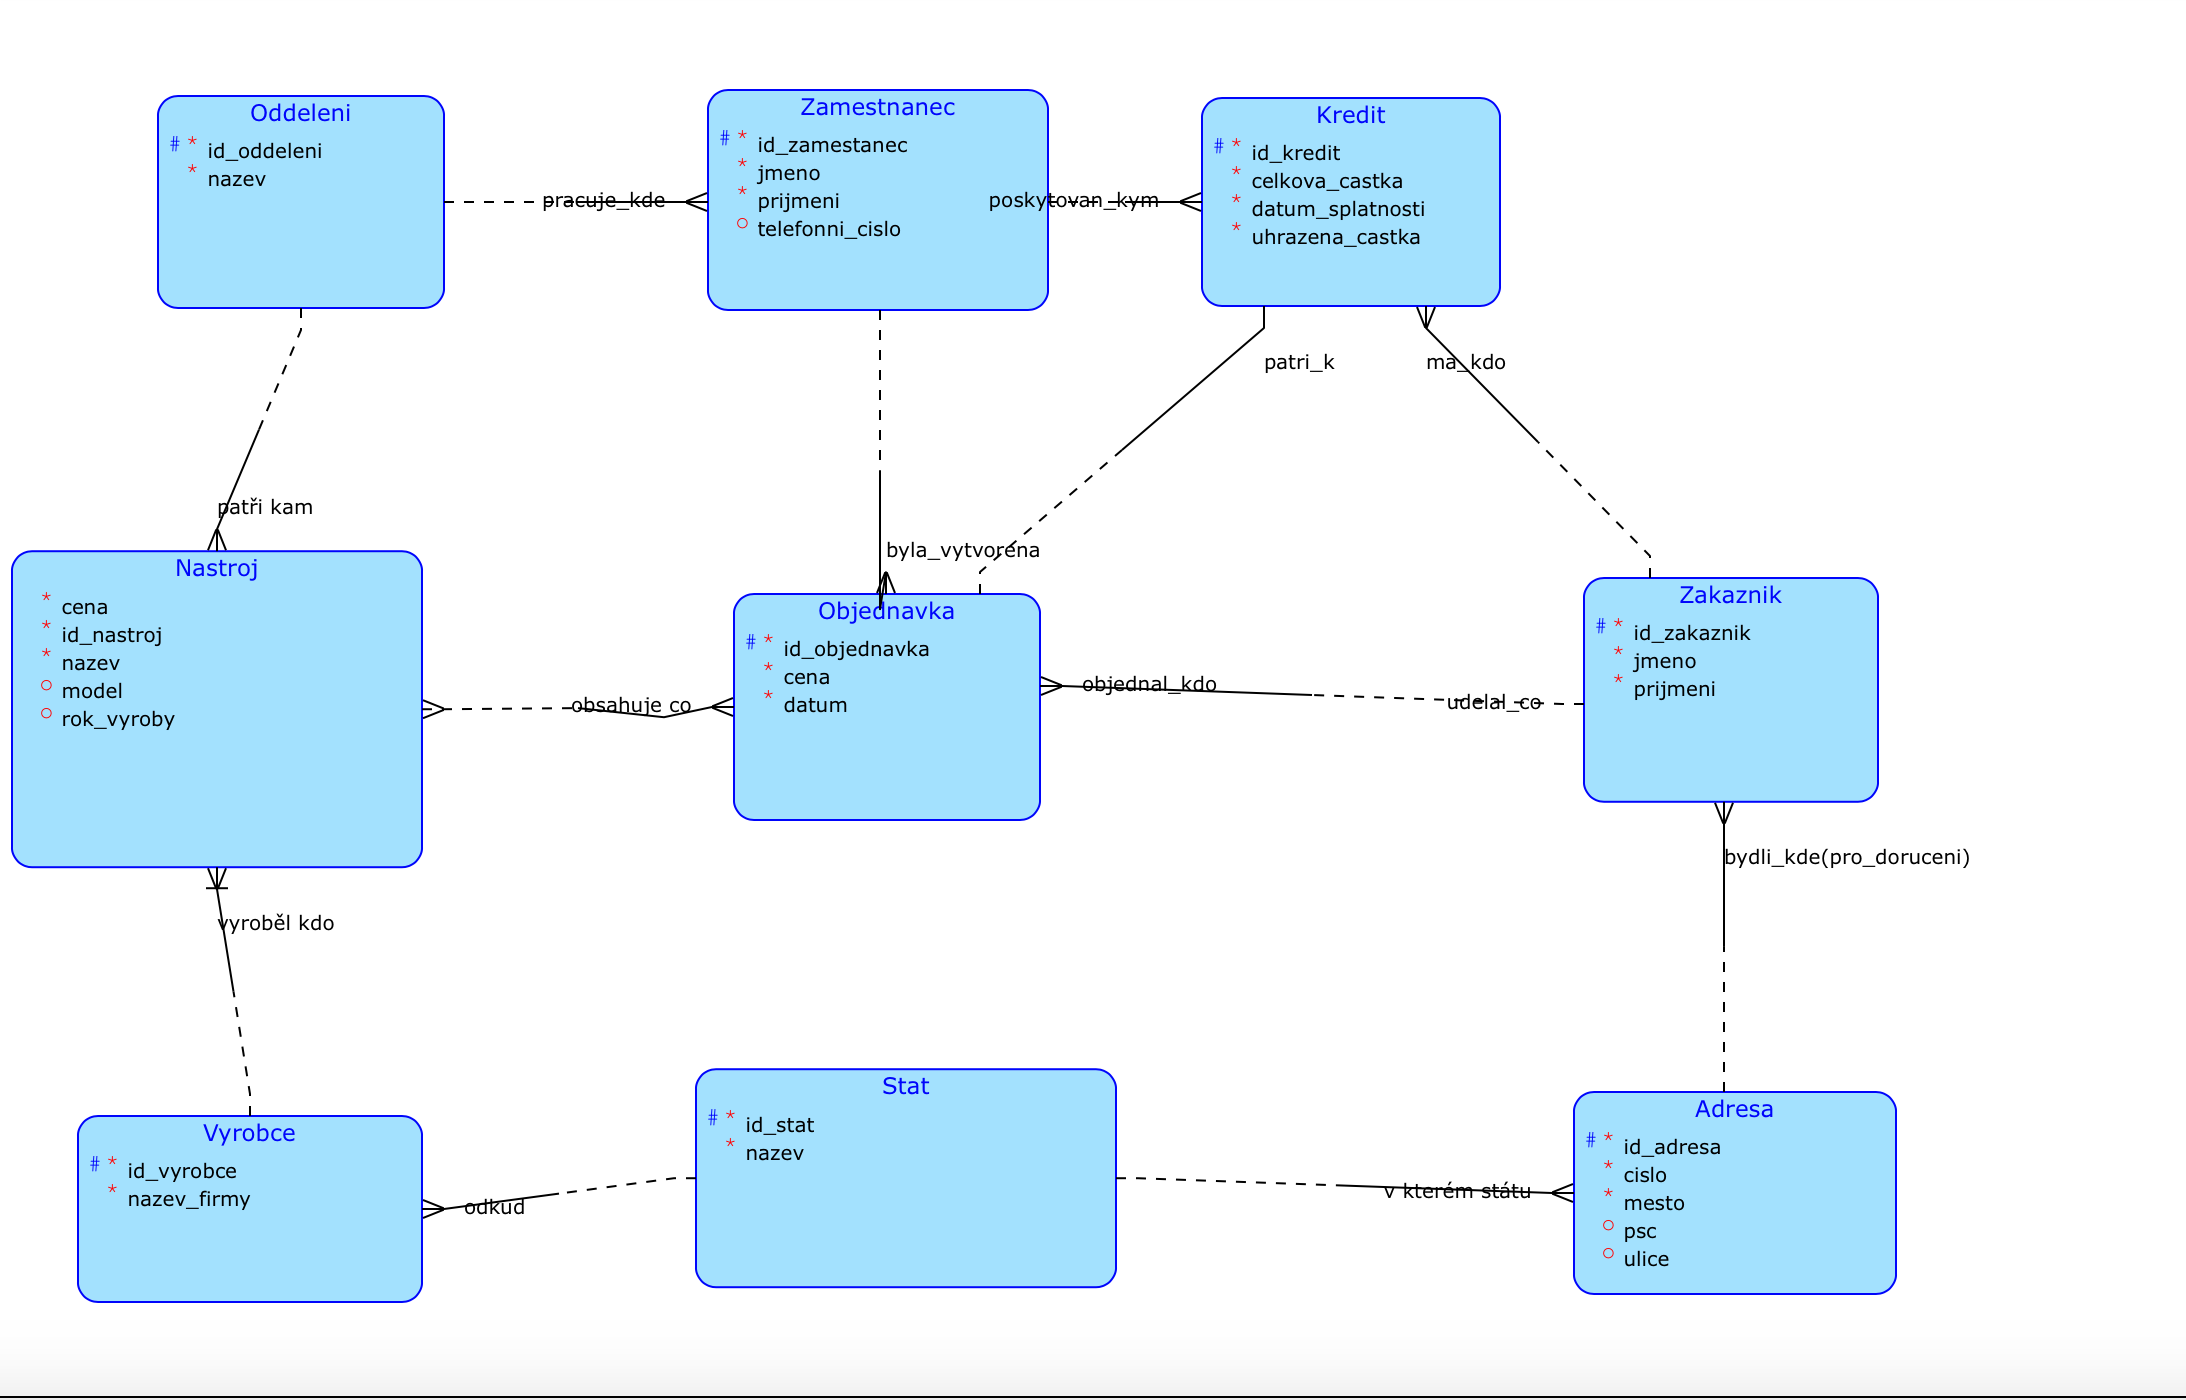 Oddeleni
# * id_oddeleni
* nazev
pracuje_kde
Zamestnanec
# * id_zamestanec
* jmeno
* prijmeni
o telefonni_cislo
poskytovan_kym
Kredit
# * id_kredit
* celkova_castka
* datum_splatnosti
* uhrazena_castka
patri_k
ma_kdo
patři kam
byla_vytvorena
Nastroj
* cena
* id_nastroj
* nazev
o model
o rok_vyroby
obsahuje co
Objednavka
# * id_objednavka
* cena
* datum
objednal_kdo
udelal_co
Zakaznik
# * id_zakaznik
* jmeno
* prijmeni
bydli_kde(pro_doruceni)
vyroběl kdo
Vyrobce
# * id_vyrobce
* nazev_firmy
odkud
Stat
# * id_stat
* nazev
v kterém státu
Adresa
# * id_adresa
* cislo
* mesto
o psc
o ulice